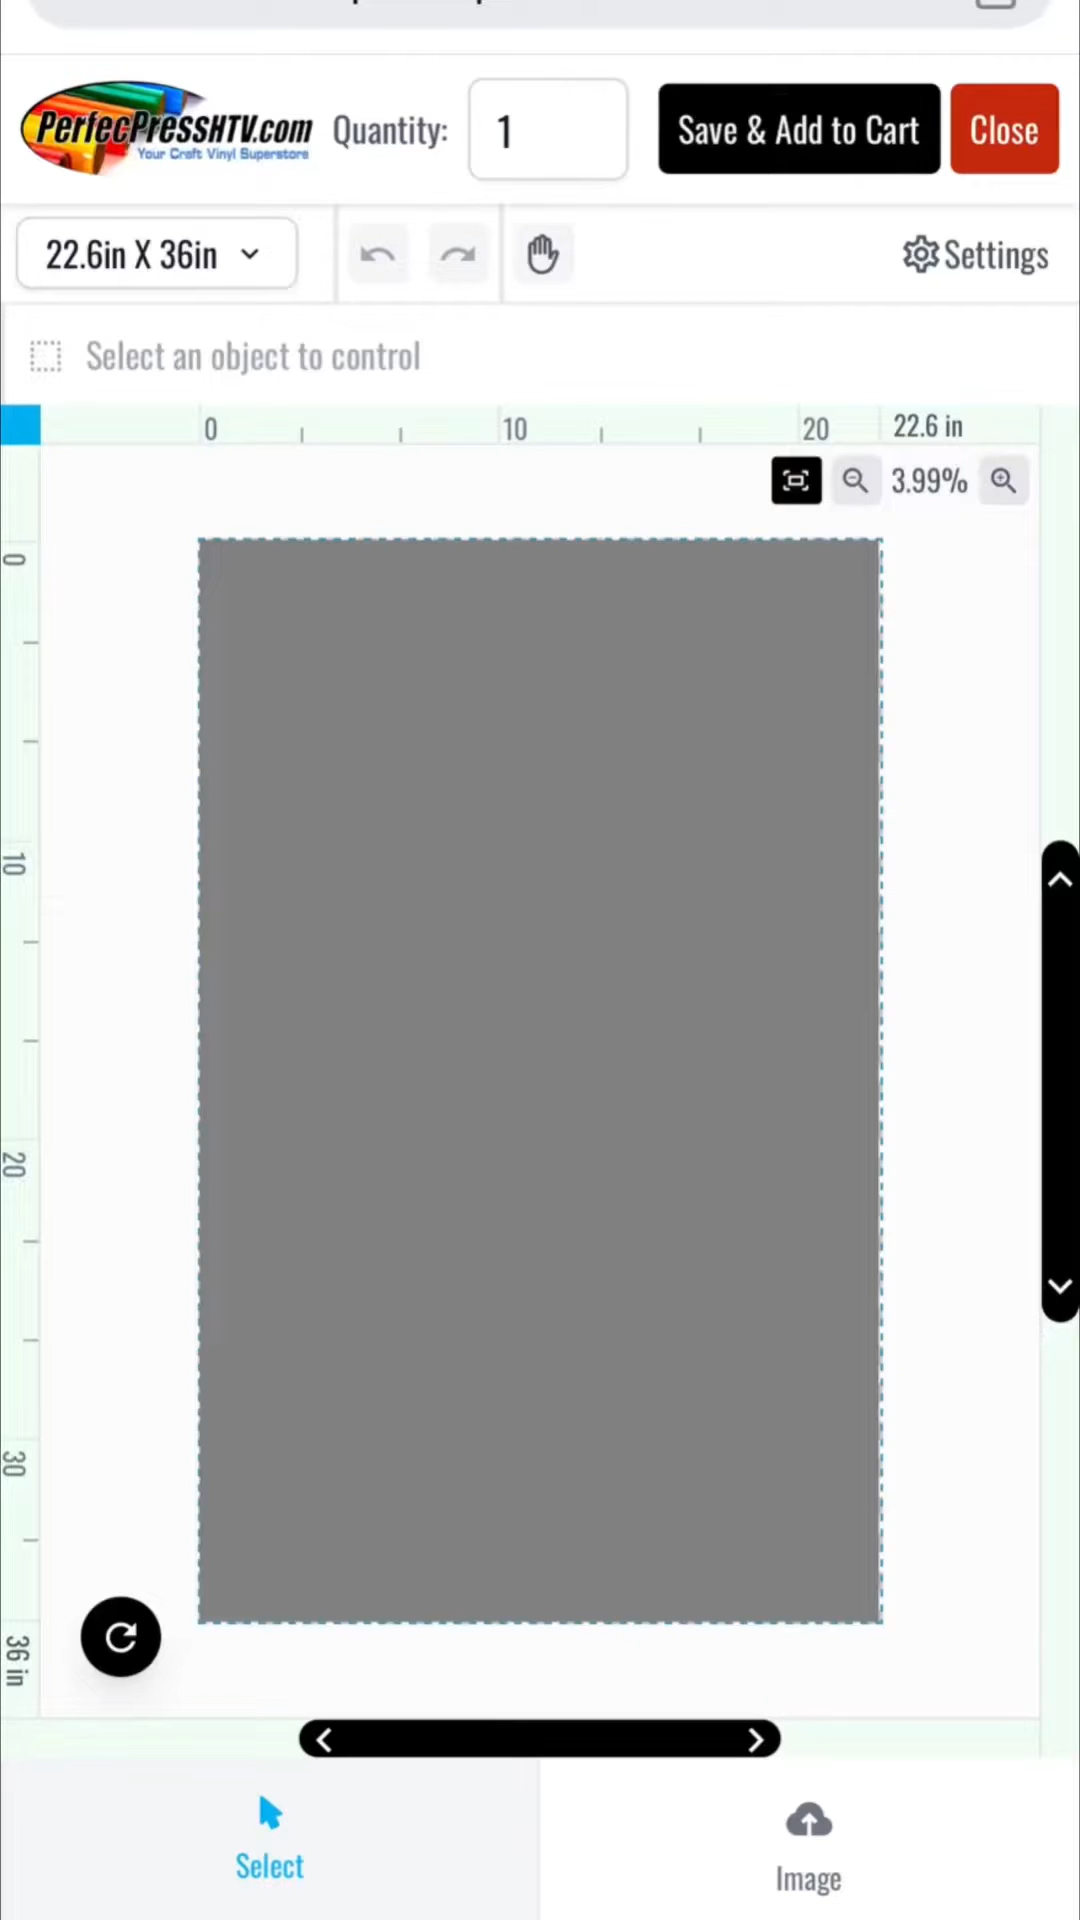 PerfecPressHTV.com
Your Craft Vinyl Superstore
Quantity:
1
Save & Add to Cart
Close
22.6in X 36in
Settings
Select an object to control
0
10
20
22.6 in
3.99%
0
10
20
30
36 in
Select
Image